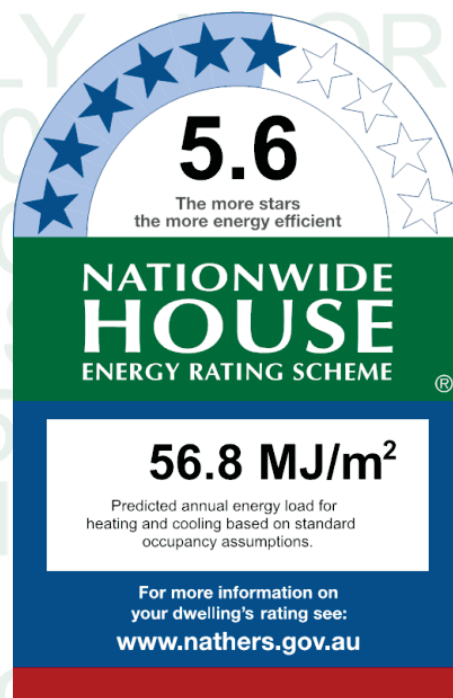 5.6
The more stars
the more energy efficient
NATIONWIDE
HOUSE
ENERGY RATING SCHEME
®
56.8 MJ/m²
Predicted annual energy load for
heating and cooling based on standard
occupancy assumptions.
For more information on
your dwelling's rating see:
www.nathers.gov.au